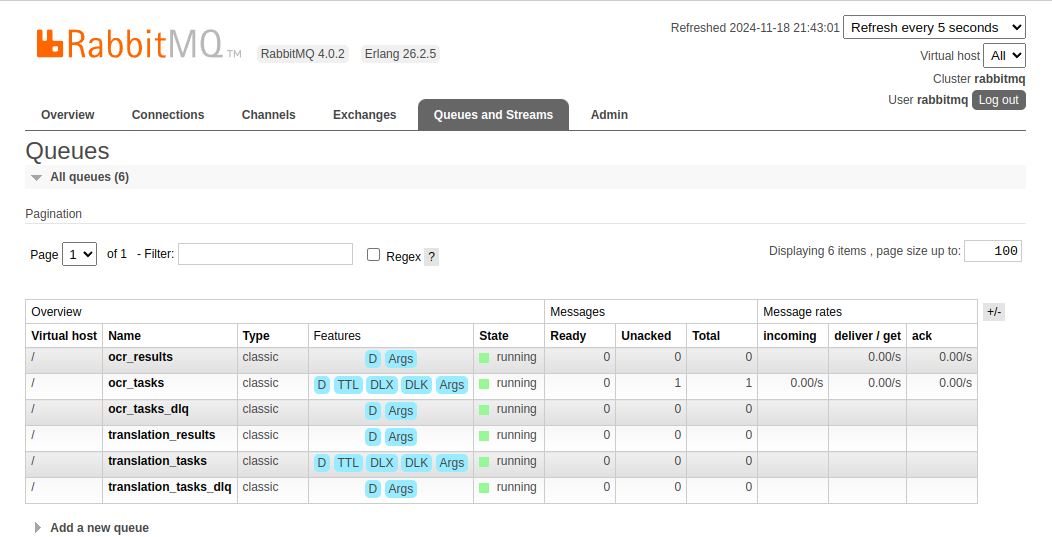 Refreshed 2024-11-18 21:43:01 Refresh every 5 seconds
RabbitMQ TM RabbitMQ 4.0.2 Erlang 26.2.5
Virtual host All
Cluster rabbitmq
User rabbitmq Log out
Overview Connections Channels Exchanges Queues and Streams Admin
Queues
All queues (6)
Pagination
Page 1 of 1 - Filter: Regex ? Displaying 6 items , page size up to: 100
Overview Messages Message rates +/-
Virtual host Name Type Features State Ready Unacked Total incoming deliver / get ack
/ ocr_results classic D Args running 0 0 0 0.00/s 0.00/s
/ ocr_tasks classic D TTL DLX DLK Args running 0 1 1 0.00/s 0.00/s 0.00/s
/ ocr_tasks_dlq classic D Args running 0 0 0
/ translation_results classic D Args running 0 0 0
/ translation_tasks classic D TTL DLX DLK Args running 0 0 0
/ translation_tasks_dlq classic D Args running 0 0 0
Add a new queue